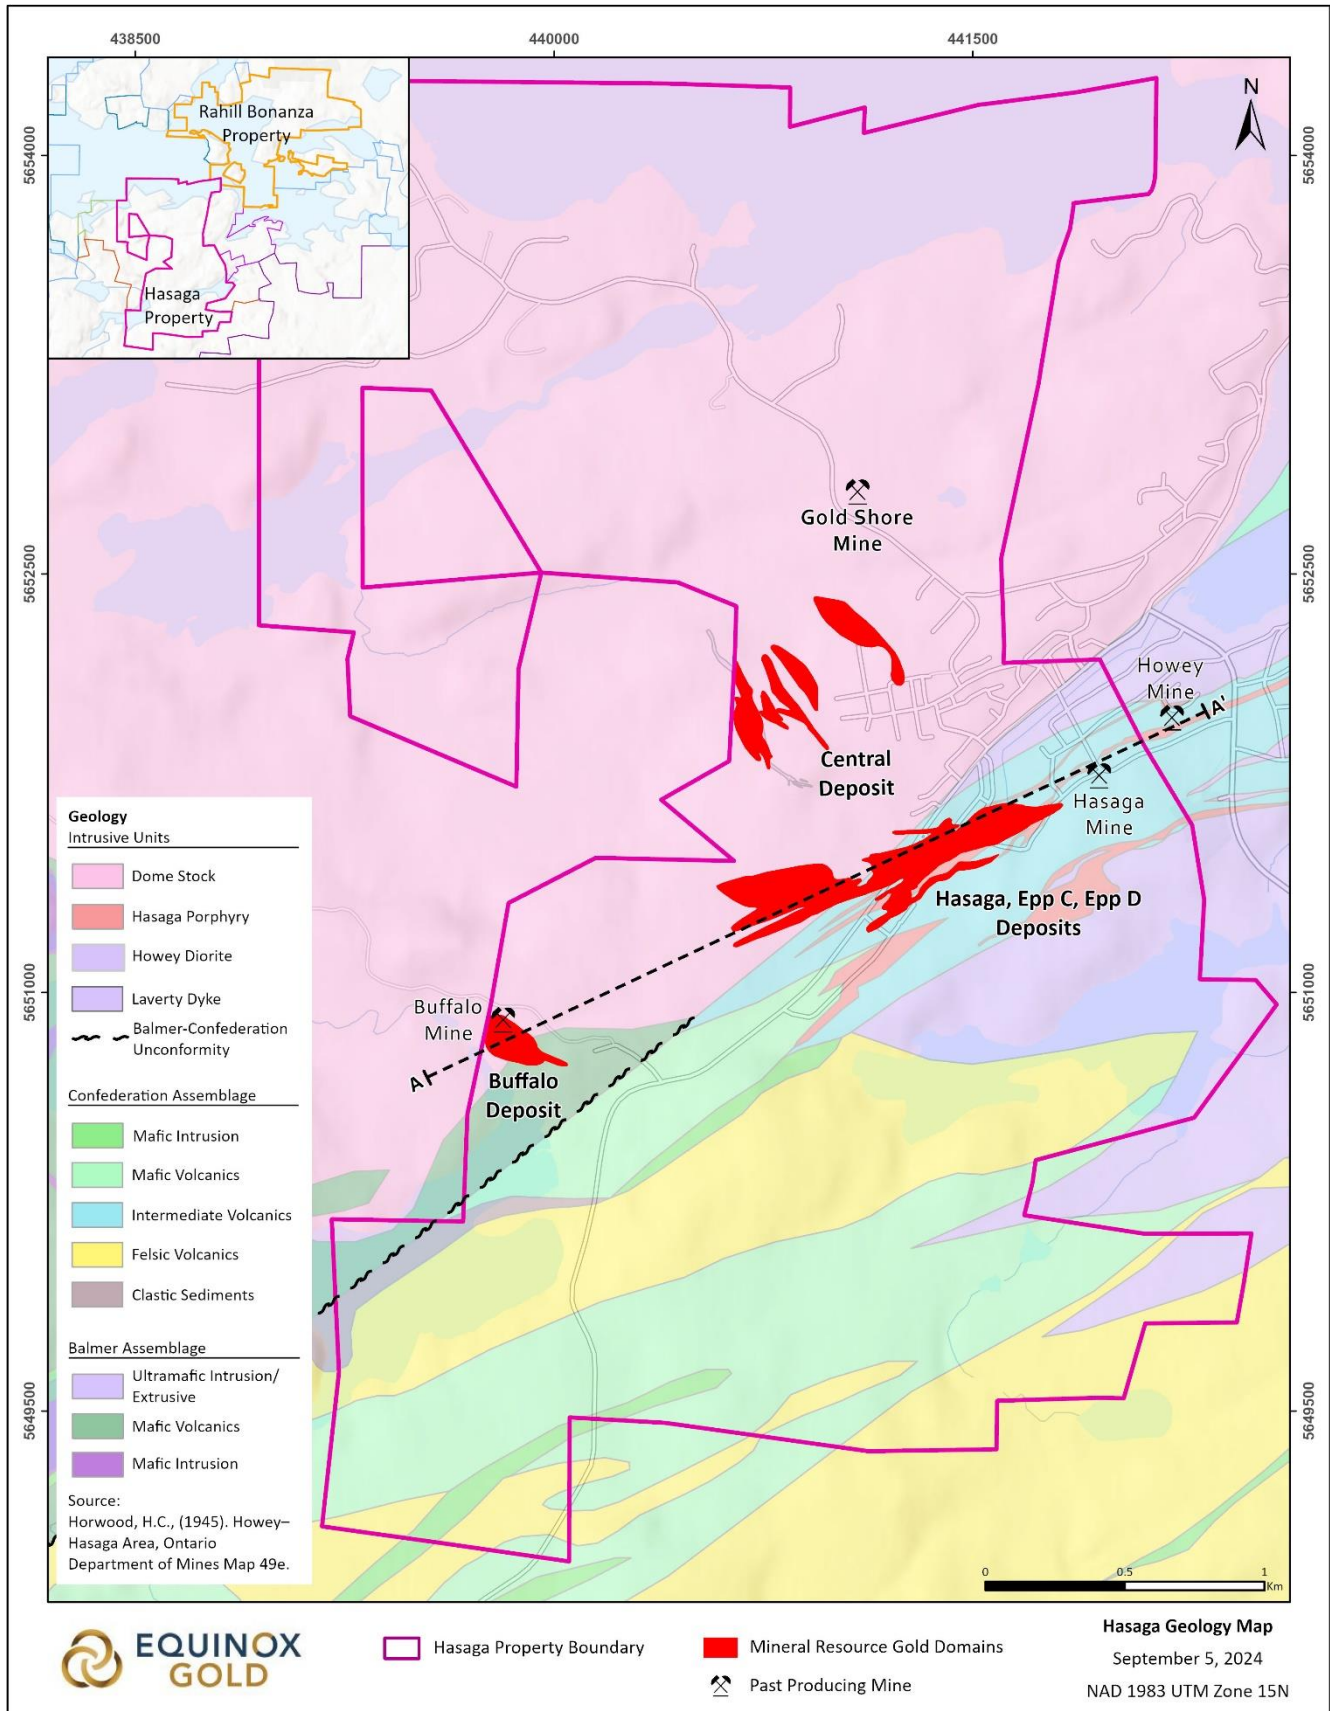 438500
440000
441500
N
Rahill Bonanza
Property
Hasaga
Property
5654000
5654000
Gold Shore
Mine
5652500
5652500
Howey
Mine
A'
Central
Deposit
Hasaga
Mine
Hasaga, Epp C, Epp D
Deposits
5651000
5651000
Buffalo
Mine
A
Buffalo
Deposit
Geology
Intrusive Units
Dome Stock
Hasaga Porphyry
Howey Diorite
Laverty Dyke
Balmer-Confederation
Unconformity
Confederation Assemblage
Mafic Intrusion
Mafic Volcanics
Intermediate Volcanics
Felsic Volcanics
Clastic Sediments
Balmer Assemblage
Ultramafic Intrusion/
Extrusive
Mafic Volcanics
Mafic Intrusion
Source:
Horwood, H.C., (1945). Howey–
Hasaga Area, Ontario
Department of Mines Map 49e.
5649500
5649500
0 0.5 1
Km
EQUINOX
GOLD
Hasaga Property Boundary
Mineral Resource Gold Domains
Past Producing Mine
Hasaga Geology Map
September 5, 2024
NAD 1983 UTM Zone 15N